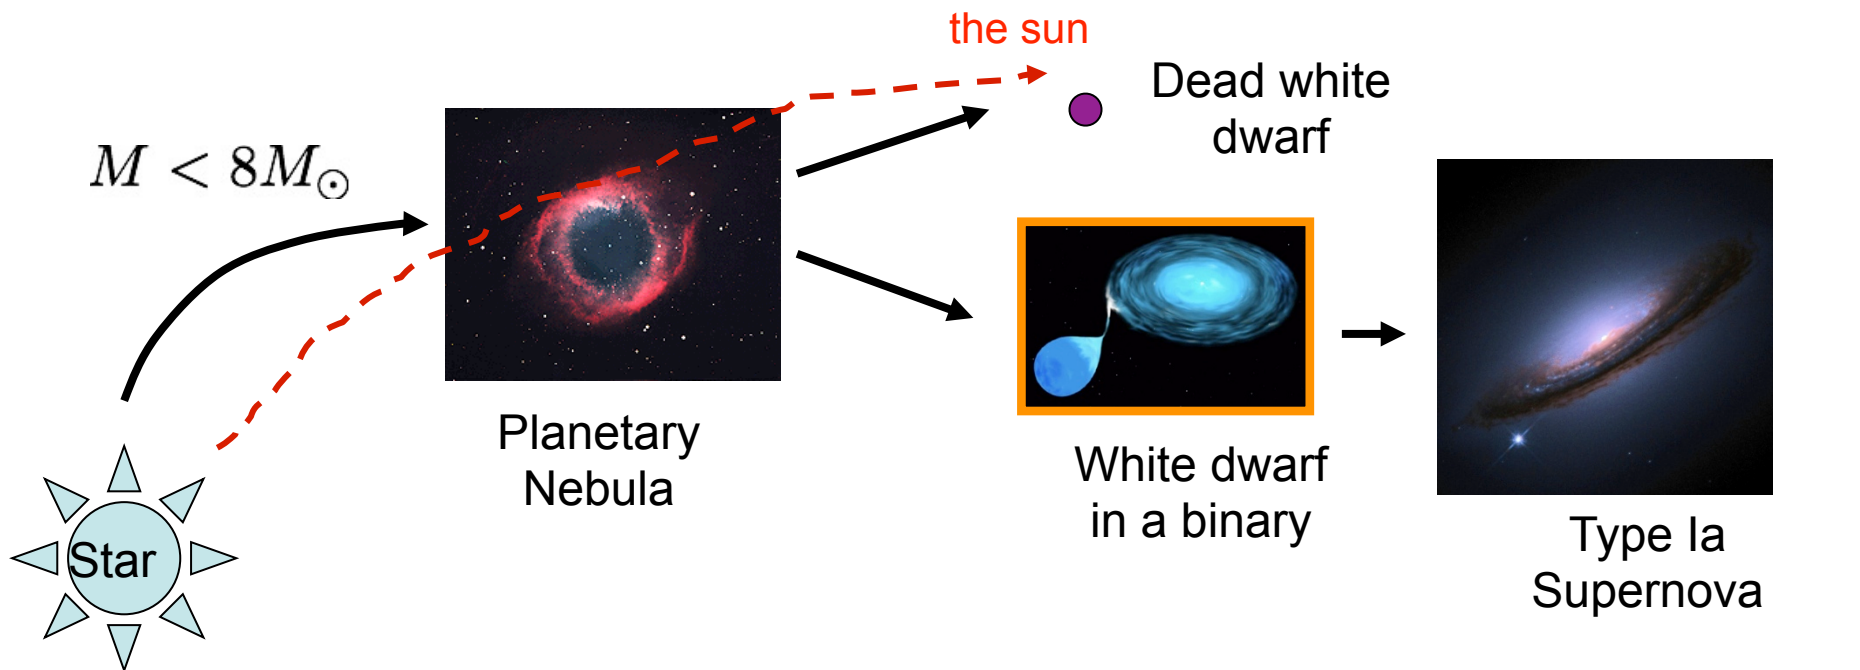 the sun
Dead white
dwarf
M < 8M☉
Planetary
Nebula
White dwarf
in a binary
Type Ia
Supernova
Star